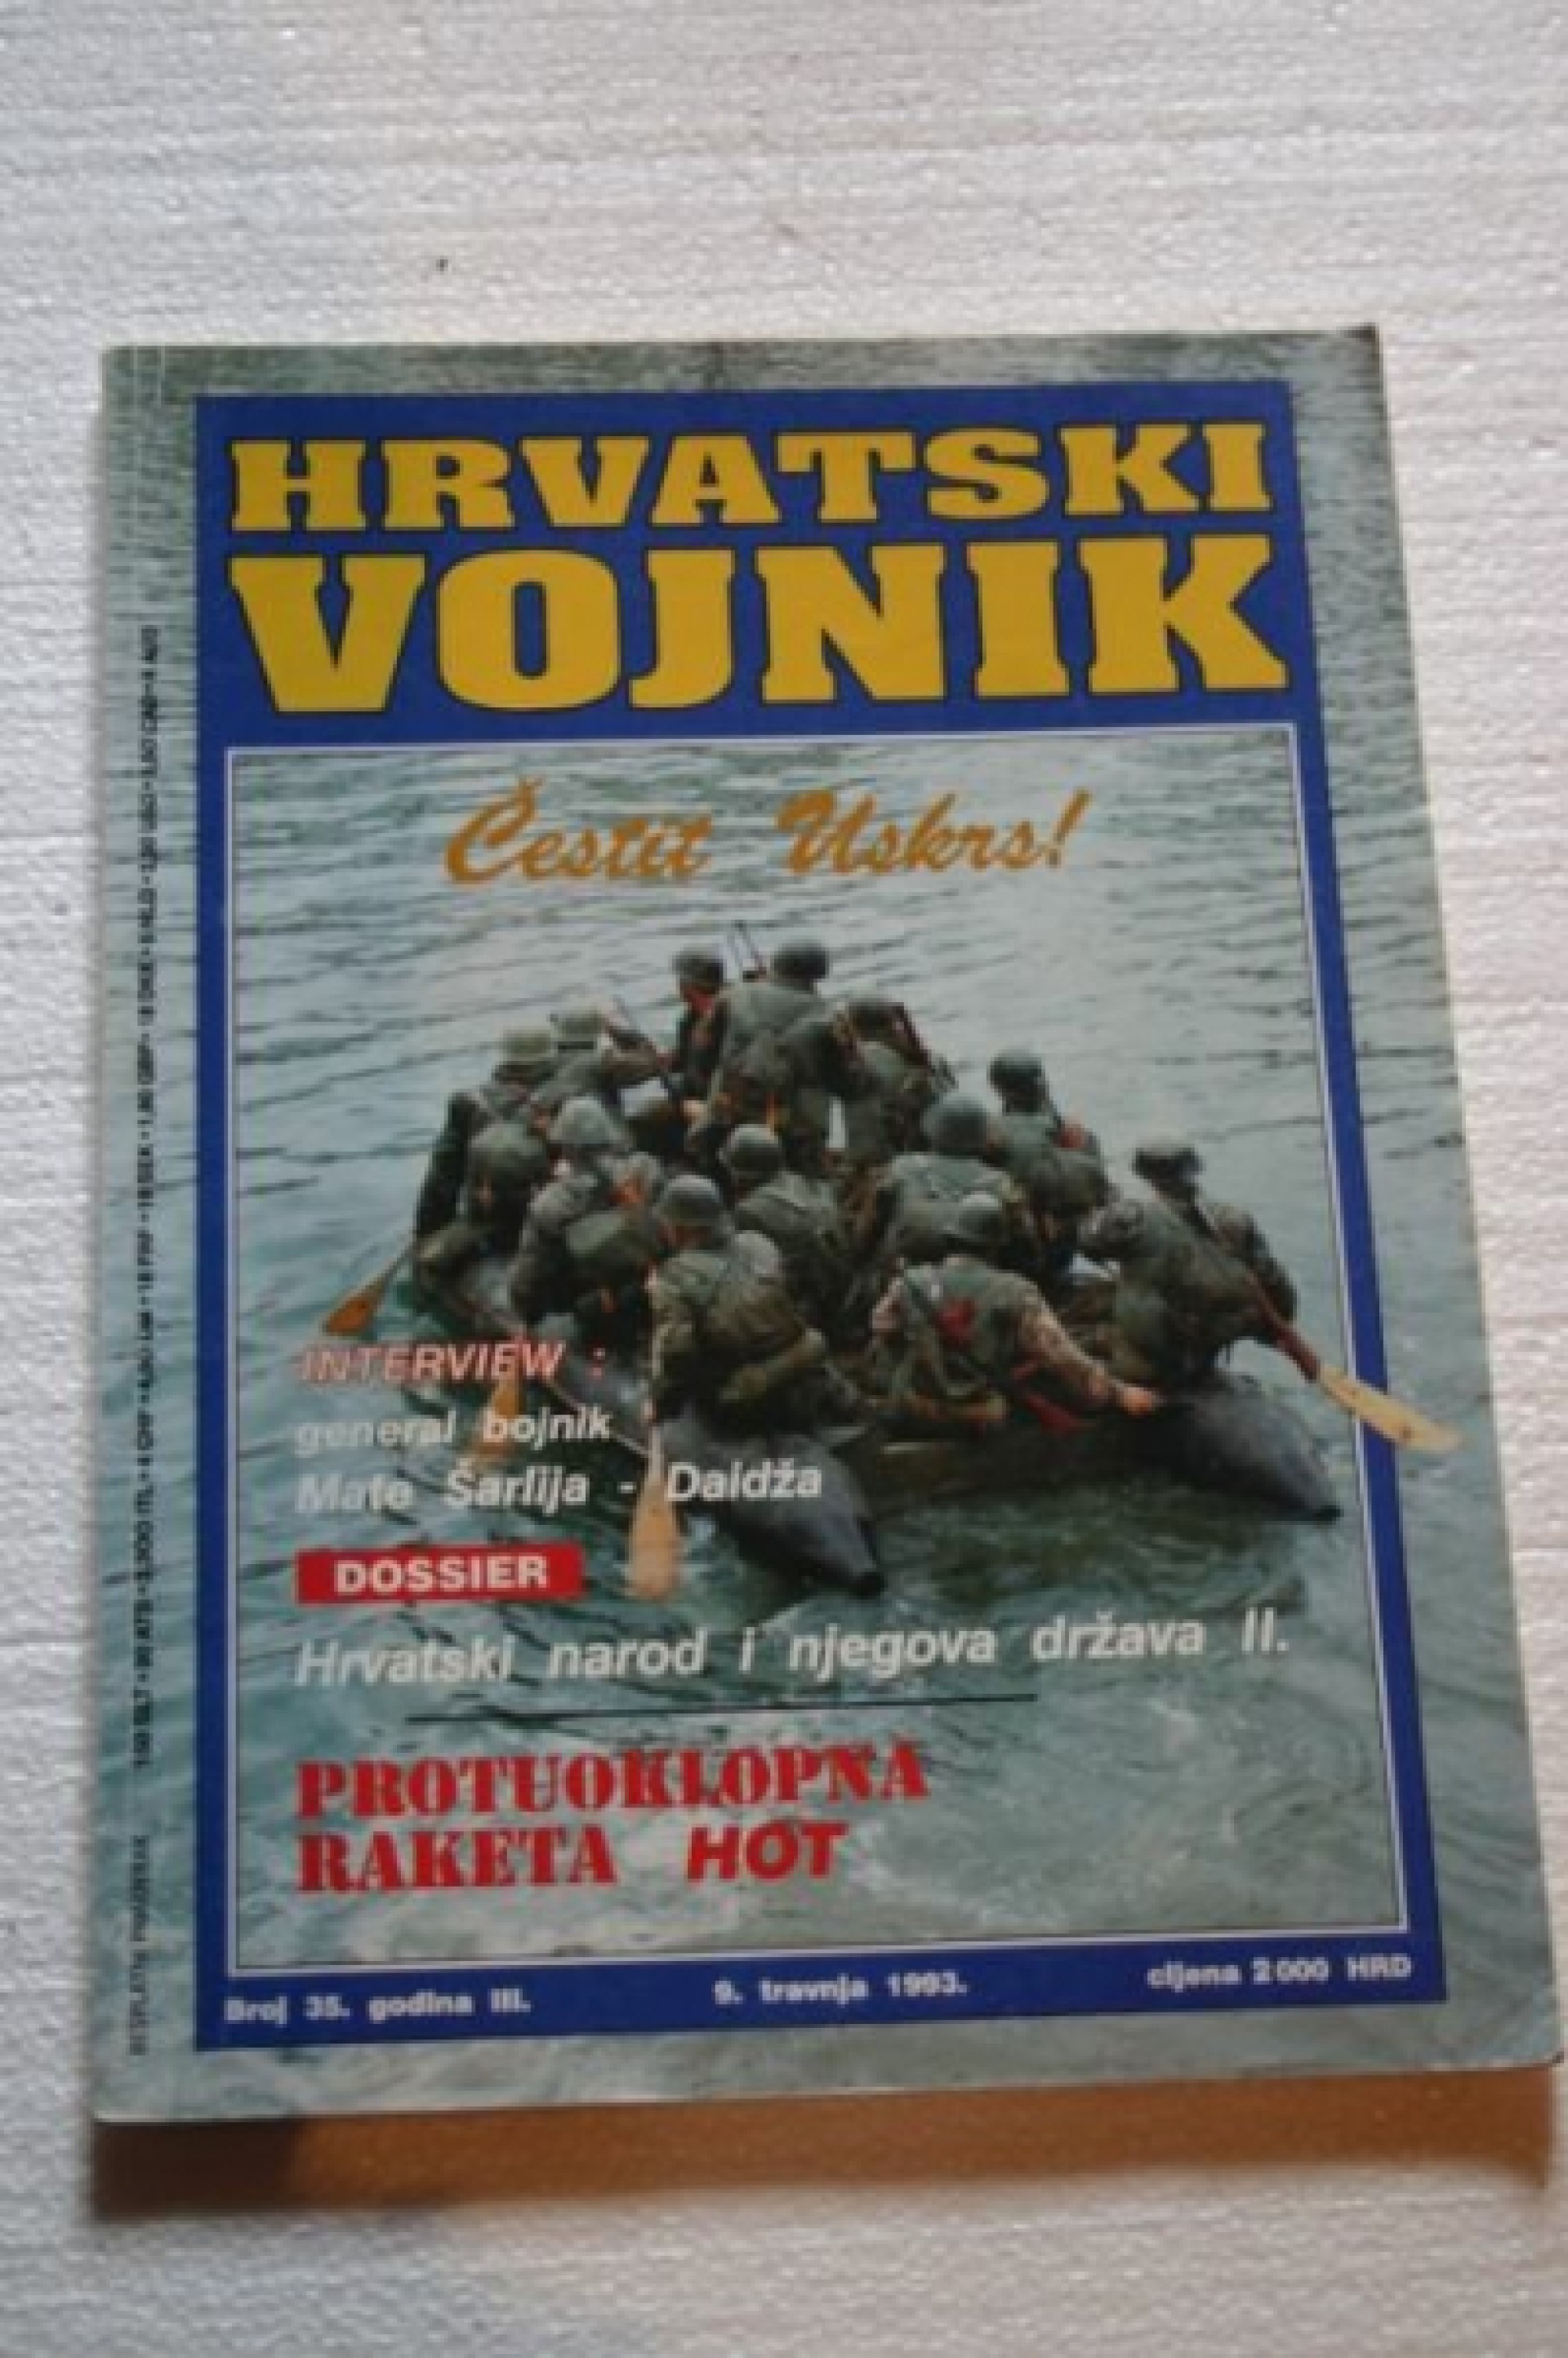 HRVATSKI
VOJNIK
Čestit Uskrs!
INTERVIEW :
general bojnik
Mate Šarlija - Daidža
DOSSIER
Hrvatski narod i njegova država II.
PROTUOKLOPNA
RAKETA HOT
Broj 35. godina III.
9. travnja 1993.
cijena 2000 HRD